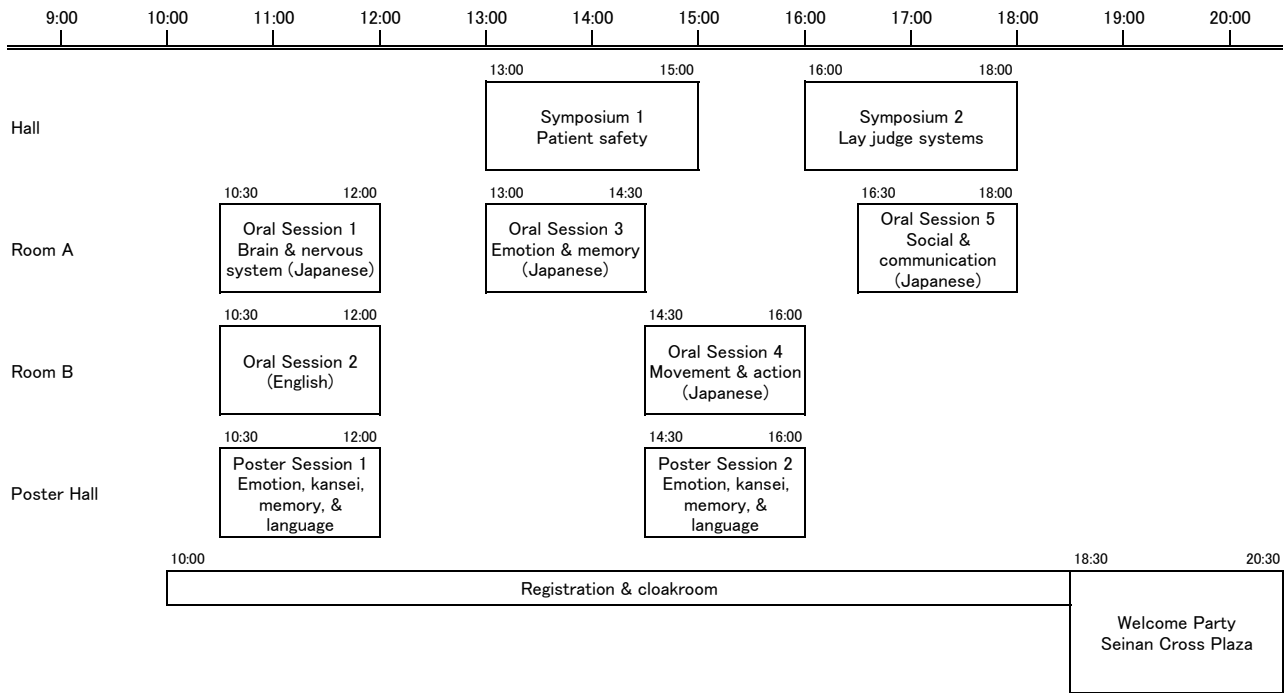 9:00 10:00 11:00 12:00 13:00 14:00 15:00 16:00 17:00 18:00 19:00 20:00
13:00 15:00 16:00 18:00
Hall
Symposium 1
Patient safety
Symposium 2
Lay judge systems
10:30 12:00 13:00 14:30 16:30 18:00
Room A
Oral Session 1
Brain & nervous
system (Japanese)
Oral Session 3
Emotion & memory
(Japanese)
Oral Session 5
Social &
communication
(Japanese)
10:30 12:00 14:30 16:00
Room B
Oral Session 2
(English)
Oral Session 4
Movement & action
(Japanese)
10:30 12:00 14:30 16:00
Poster Hall
Poster Session 1
Emotion, kansei,
memory, &
language
Poster Session 2
Emotion, kansei,
memory, &
language
10:00 18:30 20:30
Registration & cloakroom
Welcome Party
Seinan Cross Plaza